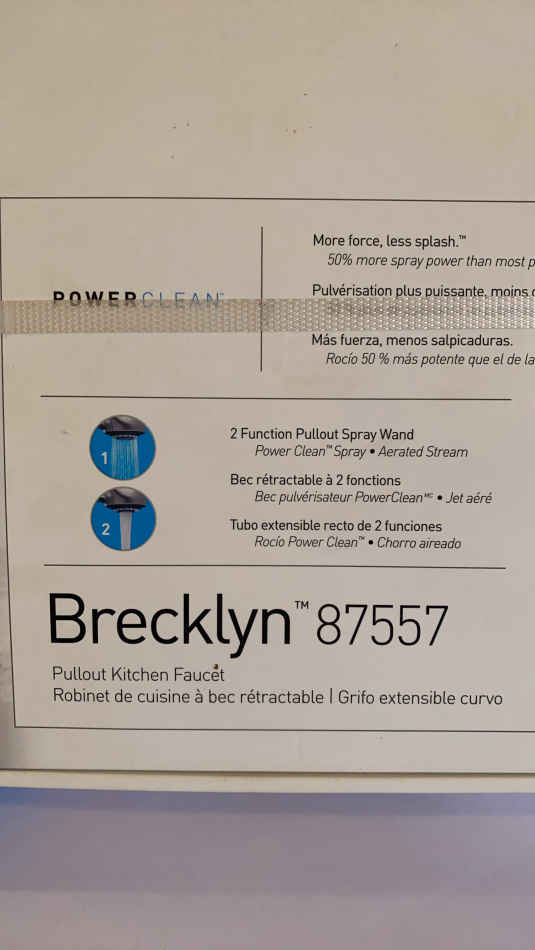 POWERCLEAN™
More force, less splash.™
50% more spray power than most p
Pulvérisation plus puissante, moins
Más fuerza, menos salpicaduras.
Rocío 50 % más potente que el de la
1
2 Function Pullout Spray Wand
Power Clean™ Spray • Aerated Stream
Bec rétractable à 2 fonctions
Bec pulvérisateur PowerClean MC • Jet aéré
2
Tubo extensible recto de 2 funciones
Rocío Power Clean™ • Chorro aireado
Brecklyn™ 87557
Pullout Kitchen Faucet
Robinet de cuisine à bec rétractable | Grifo extensible curvo